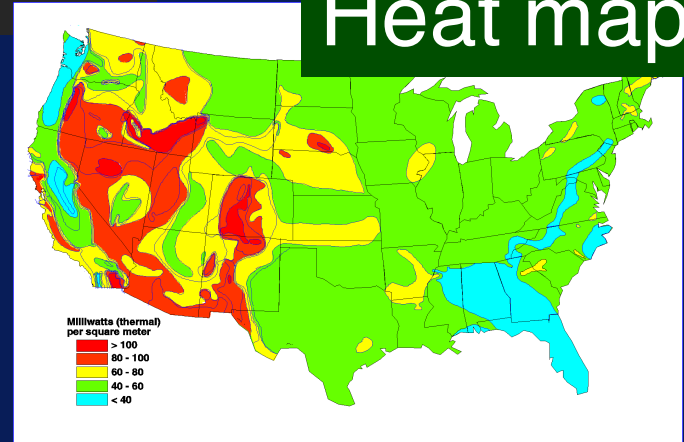 Heat map
Milliwatts (thermal)
per square meter
> 100
80 - 100
60 - 80
40 - 60
< 40